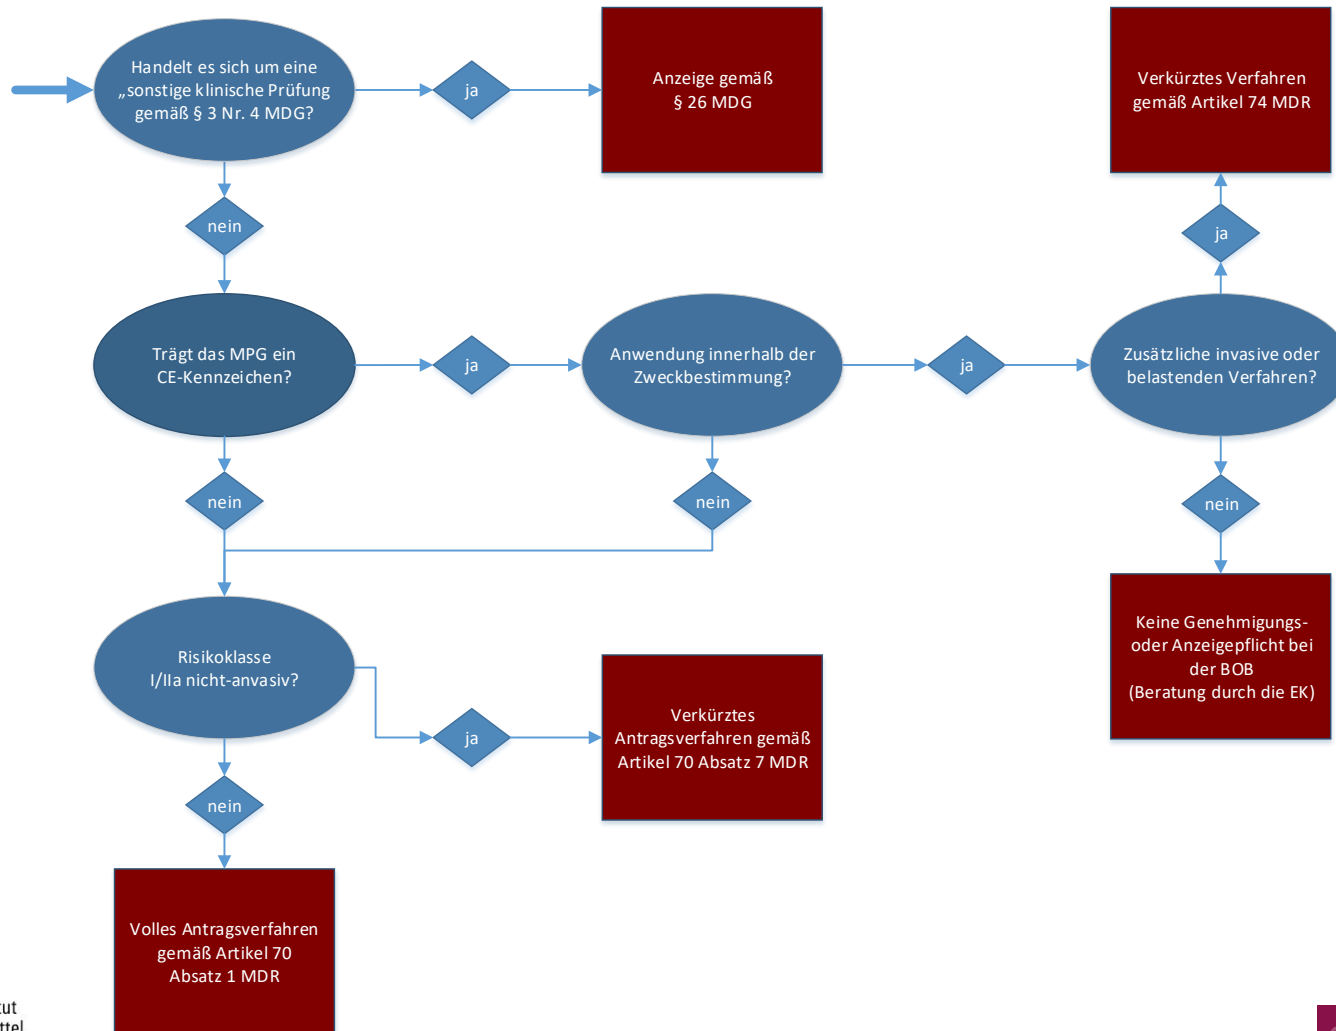 Handelt es sich um eine
„sonstige klinische Prüfung
gemäß § 3 Nr. 4 MDG?
ja
Anzeige gemäß
§ 26 MDG
Verkürztes Verfahren
gemäß Artikel 74 MDR
nein
ja
Trägt das MPG ein
CE-Kennzeichen?
ja
Anwendung innerhalb der
Zweckbestimmung?
ja
Zusätzliche invasive oder
belastenden Verfahren?
nein
nein
nein
Keine Genehmigungs-
oder Anzeigepflicht bei
der BOB
(Beratung durch die EK)
Risikoklasse
I/IIa nicht-anvasiv?
ja
Verkürztes
Antragsverfahren gemäß
Artikel 70 Absatz 7 MDR
nein
Volles Antragsverfahren
gemäß Artikel 70
Absatz 1 MDR